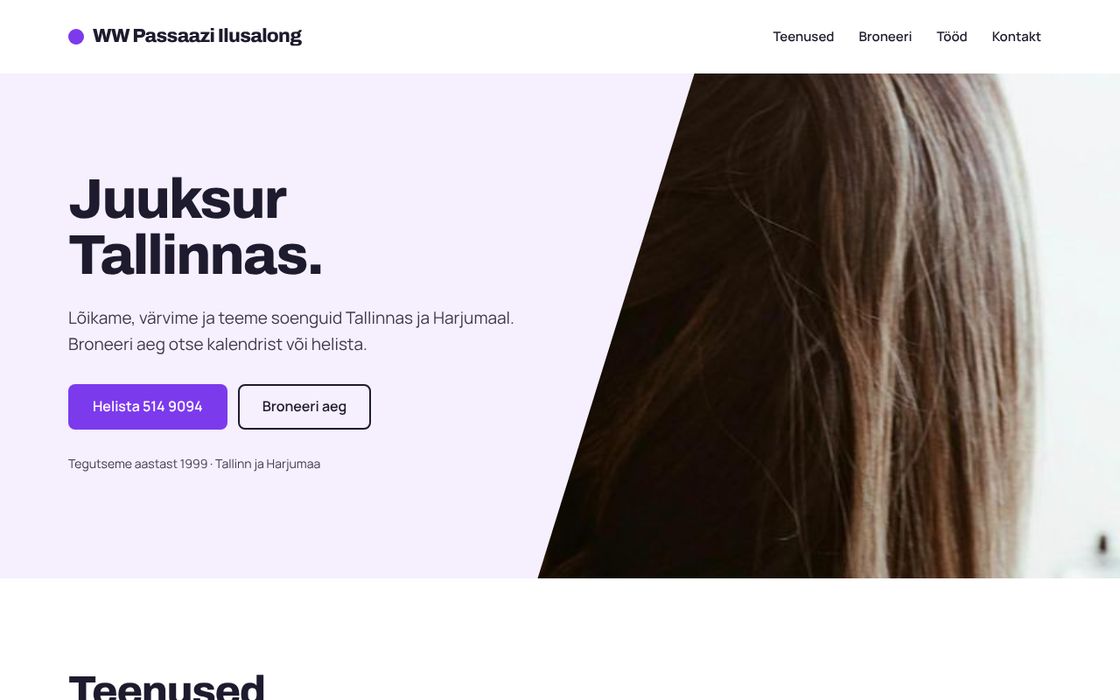 WW Passaazi Ilusalong
Teenused
Broneeri
Tööd
Kontakt
Juuksur
Tallinnas.
Lõikame, värvime ja teeme soenguid Tallinnas ja Harjumaal.
Broneeri aeg otse kalendrist või helista.
Helista 514 9094
Broneeri aeg
Tegutseme aastast 1999 · Tallinn ja Harjumaa
Teenused